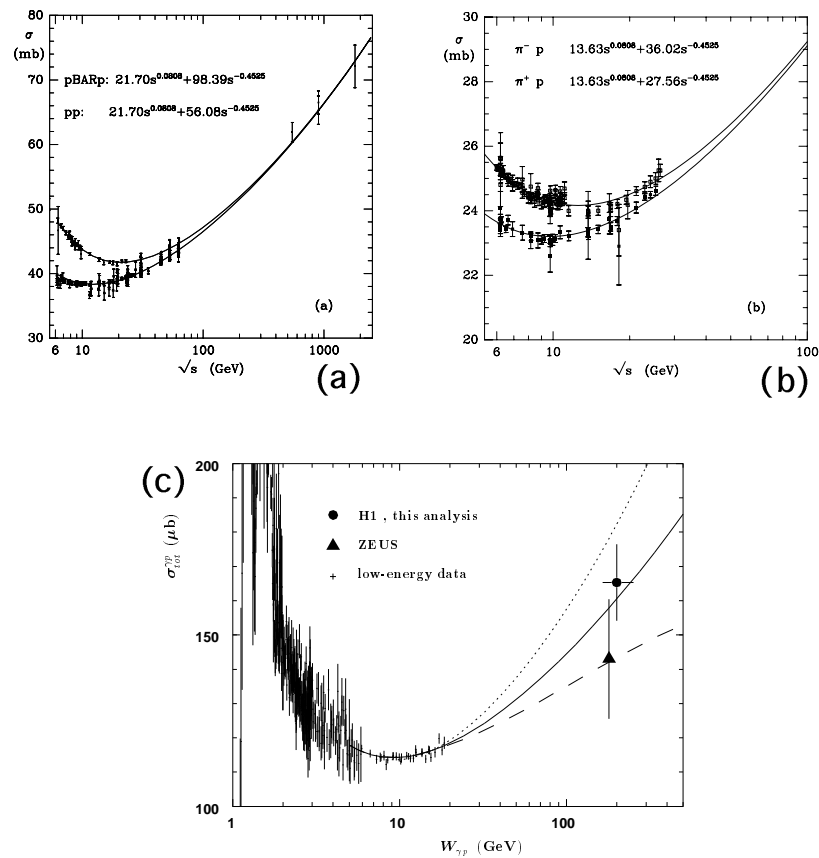 σ
(mb)
80
70
60
50
40
30
pBARp: 21.70s^0.0808+98.39s^-0.4525
pp: 21.70s^0.0808+56.08s^-0.4525
(a)
6 10 100 1000
√s (GeV)
(a)
σ
(mb)
30
28
26
24
22
20
π⁻ p 13.63s^0.0808+36.02s^-0.4525
π⁺ p 13.63s^0.0808+27.56s^-0.4525
(b)
6 10 100
√s (GeV)
(b)
(c)
σ^γp_tot (μb)
200
150
100
H1 , this analysis
ZEUS
low-energy data
1 10 100
W_γp (GeV)